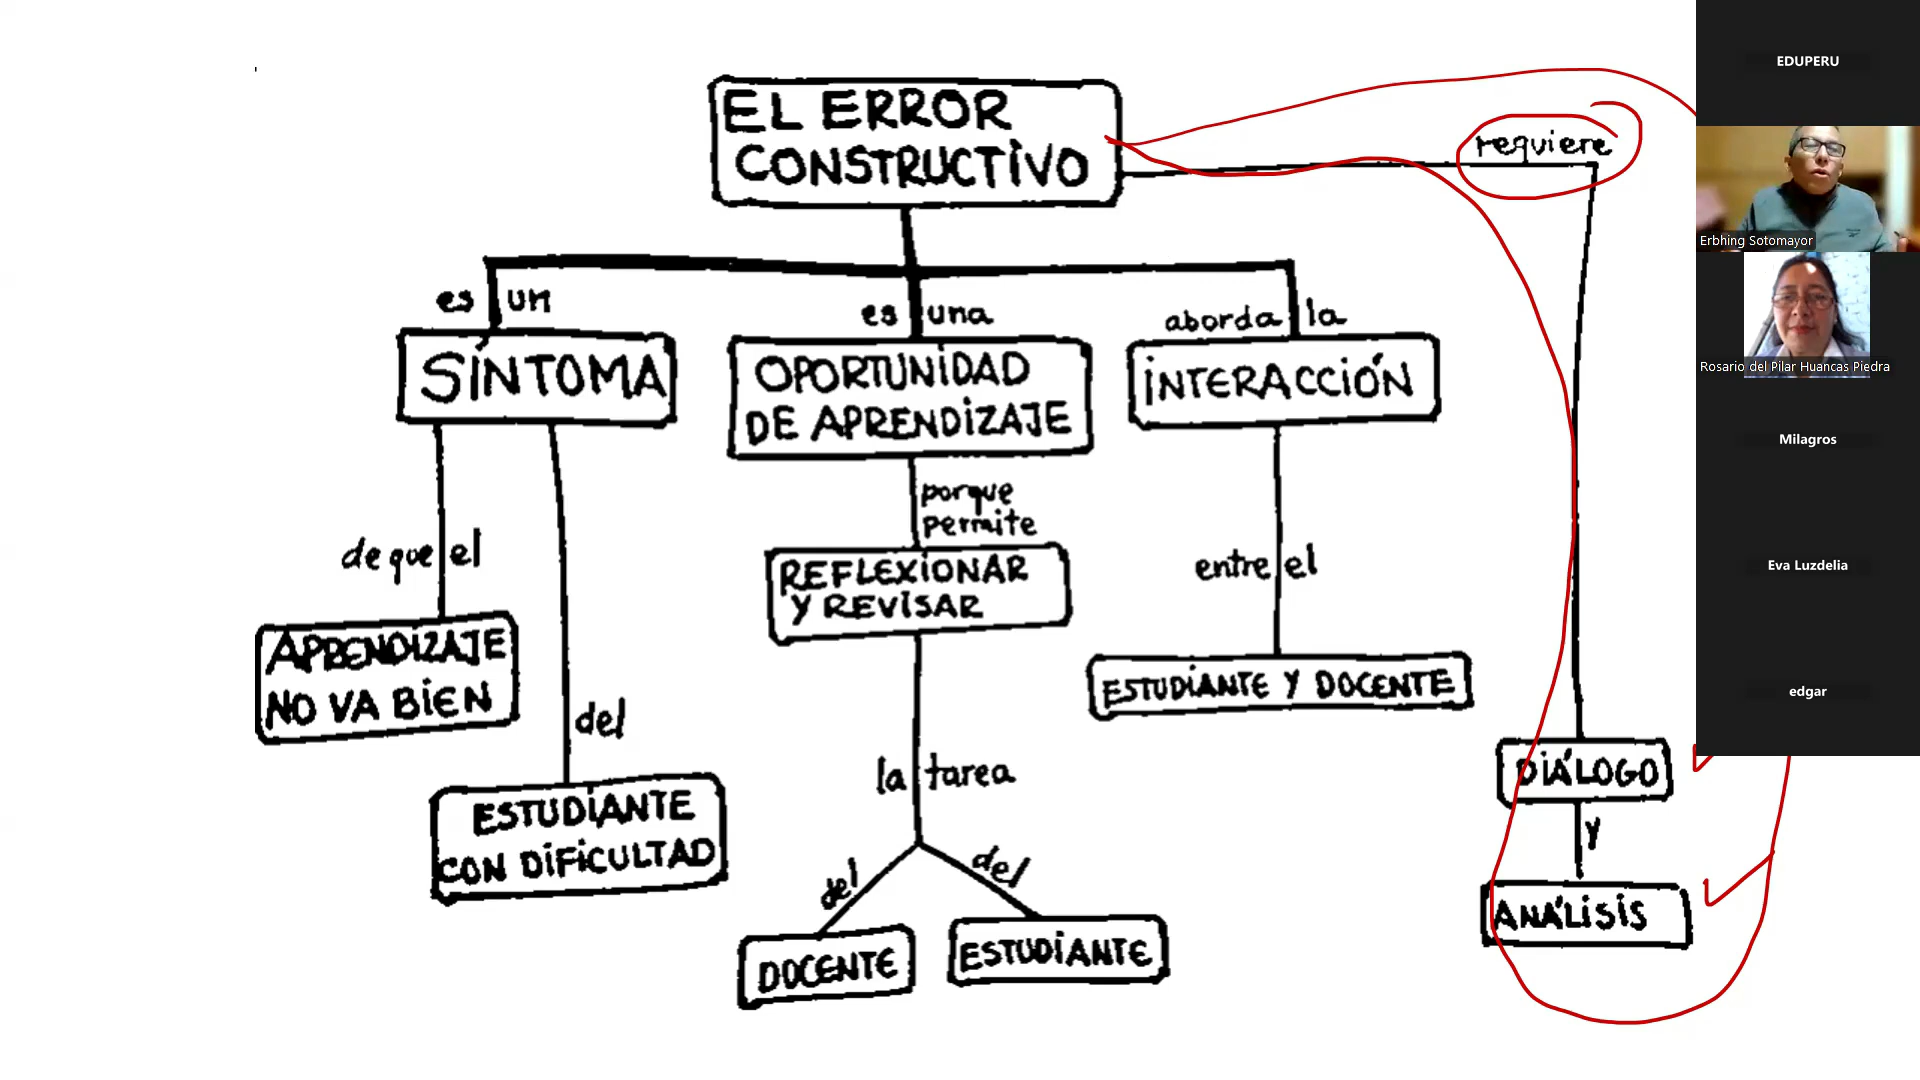 EL ERROR
CONSTRUCTIVO
requiere
es un
es una
aborda la
SÍNTOMA
OPORTUNIDAD
DE APRENDIZAJE
INTERACCIÓN
porque
permite
de que el
REFLEXIONAR
Y REVISAR
entre el
APRENDIZAJE
NO VA BIEN
del
ESTUDIANTE Y DOCENTE
la tarea
DIÁLOGO
y
ESTUDIANTE
CON DIFICULTAD
del
del
ANÁLISIS
DOCENTE
ESTUDIANTE
EDUPERU
Erbhing Sotomayor
Rosario del Pilar Huancas Piedra
Milagros
Eva Luzdelia
edgar